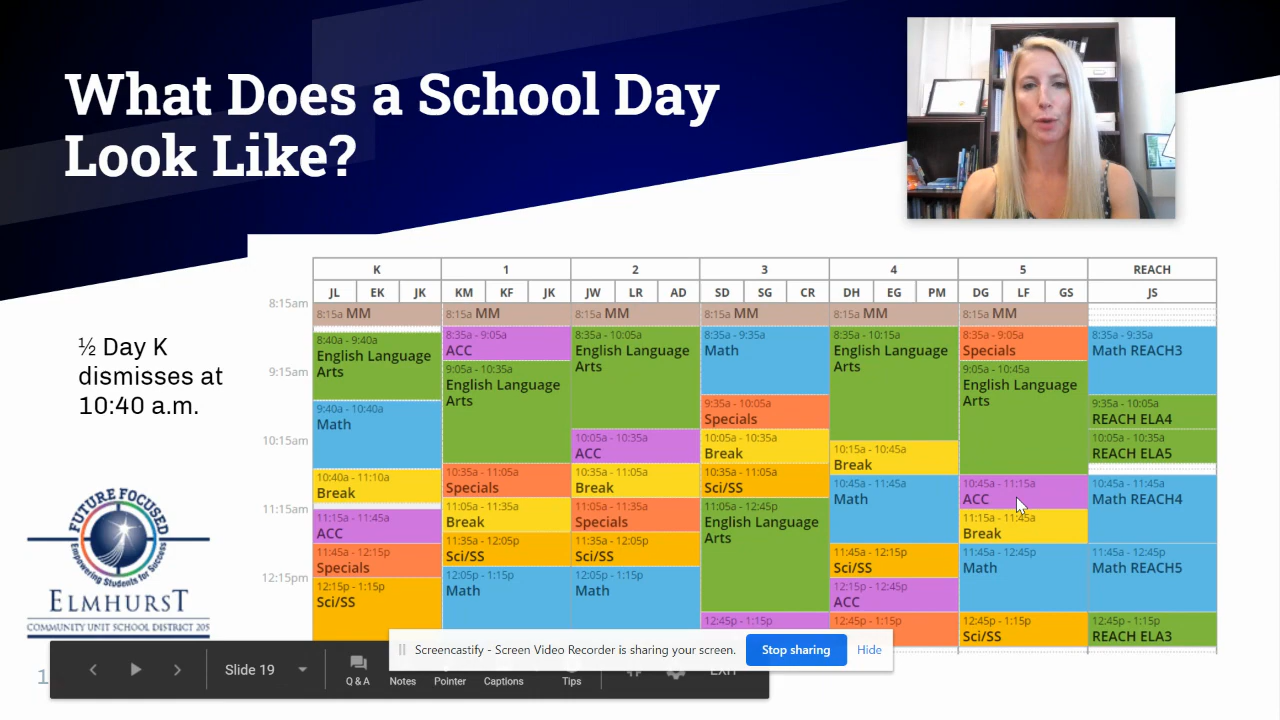 What Does a School Day
Look Like?
½ Day K
dismisses at
10:40 a.m.
FUTURE FOCUSED
Empowering Students for Success
ELMHURST
COMMUNITY UNIT SCHOOL DISTRICT 205
K 1 2 3 4 5 REACH
JL EK JK KM KF JK JW LR AD SD SG CR DH EG PM DG LF GS JS
8:15am
9:15am
10:15am
11:15am
12:15pm
8:15a MM
8:40a - 9:40a
English Language
Arts
9:40a - 10:40a
Math
10:40a - 11:10a
Break
11:15a - 11:45a
ACC
11:45a - 12:15p
Specials
12:15p - 1:15p
Sci/SS
8:15a MM
8:35a - 9:05a
ACC
9:05a - 10:35a
English Language
Arts
10:35a - 11:05a
Specials
11:05a - 11:35a
Break
11:35a - 12:05p
Sci/SS
12:05p - 1:15p
Math
8:15a MM
8:35a - 10:05a
English Language
Arts
10:05a - 10:35a
ACC
10:35a - 11:05a
Break
11:05a - 11:35a
Specials
11:35a - 12:05p
Sci/SS
12:05p - 1:15p
Math
8:15a MM
8:35a - 9:35a
Math
9:35a - 10:05a
Specials
10:05a - 10:35a
Break
10:35a - 11:05a
Sci/SS
11:05a - 12:45p
English Language
Arts
12:45p - 1:15p
8:15a MM
8:35a - 10:15a
English Language
Arts
10:15a - 10:45a
Break
10:45a - 11:45a
Math
11:45a - 12:15p
Sci/SS
12:15p - 12:45p
ACC
12:45p - 1:15p
8:15a MM
8:35a - 9:05a
Specials
9:05a - 10:45a
English Language
Arts
10:45a - 11:15a
ACC
11:15a - 11:45a
Break
11:45a - 12:45p
Math
12:45p - 1:15p
Sci/SS
8:35a - 9:35a
Math REACH3
9:35a - 10:05a
REACH ELA4
10:05a - 10:35a
REACH ELA5
10:45a - 11:45a
Math REACH4
11:45a - 12:45p
Math REACH5
12:45p - 1:15p
REACH ELA3
Screencastify - Screen Video Recorder is sharing your screen. Stop sharing Hide
1
Slide 19
Q & A Notes Pointer Captions Tips EXIT